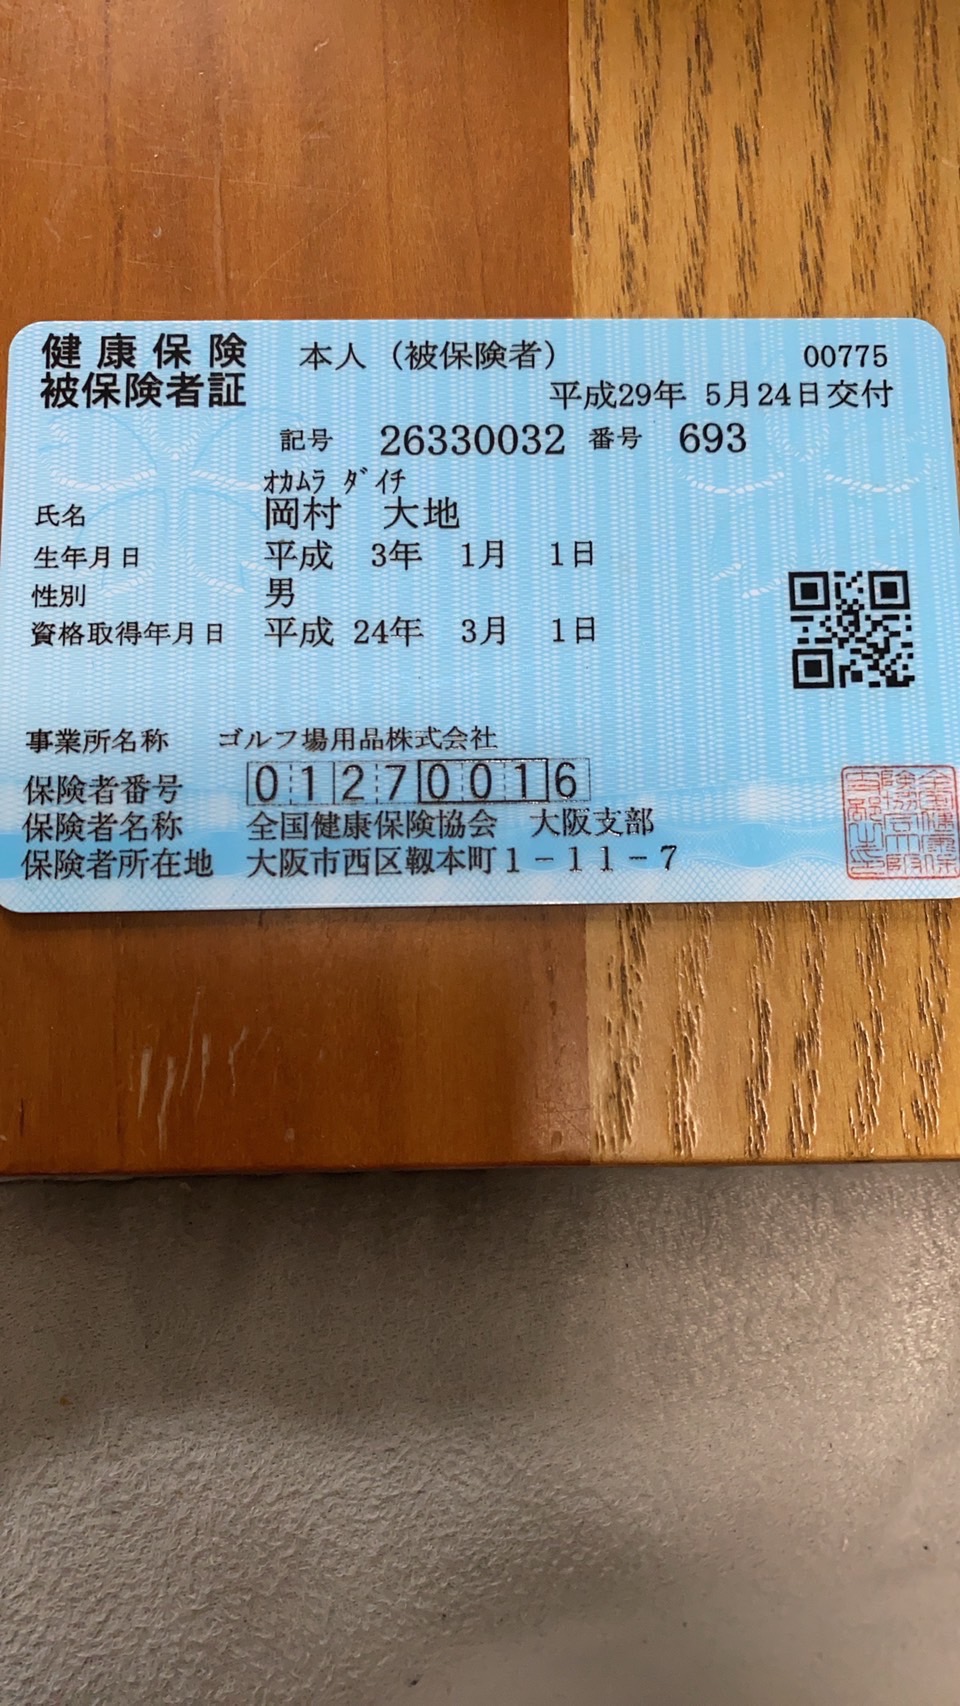 健康保険 本人（被保険者） 00775
被保険者証 平成29年 5月24日交付
記号 26330032 番号 693
ｵｶﾑﾗ ﾀﾞｲﾁ
氏名 岡村 大地
生年月日 平成 3年 1月 1日
性別 男
資格取得年月日 平成 24年 3月 1日
事業所名称 ゴルフ場用品株式会社
保険者番号 01270016
保険者名称 全国健康保険協会 大阪支部
保険者所在地 大阪市西区靱本町1－11－7